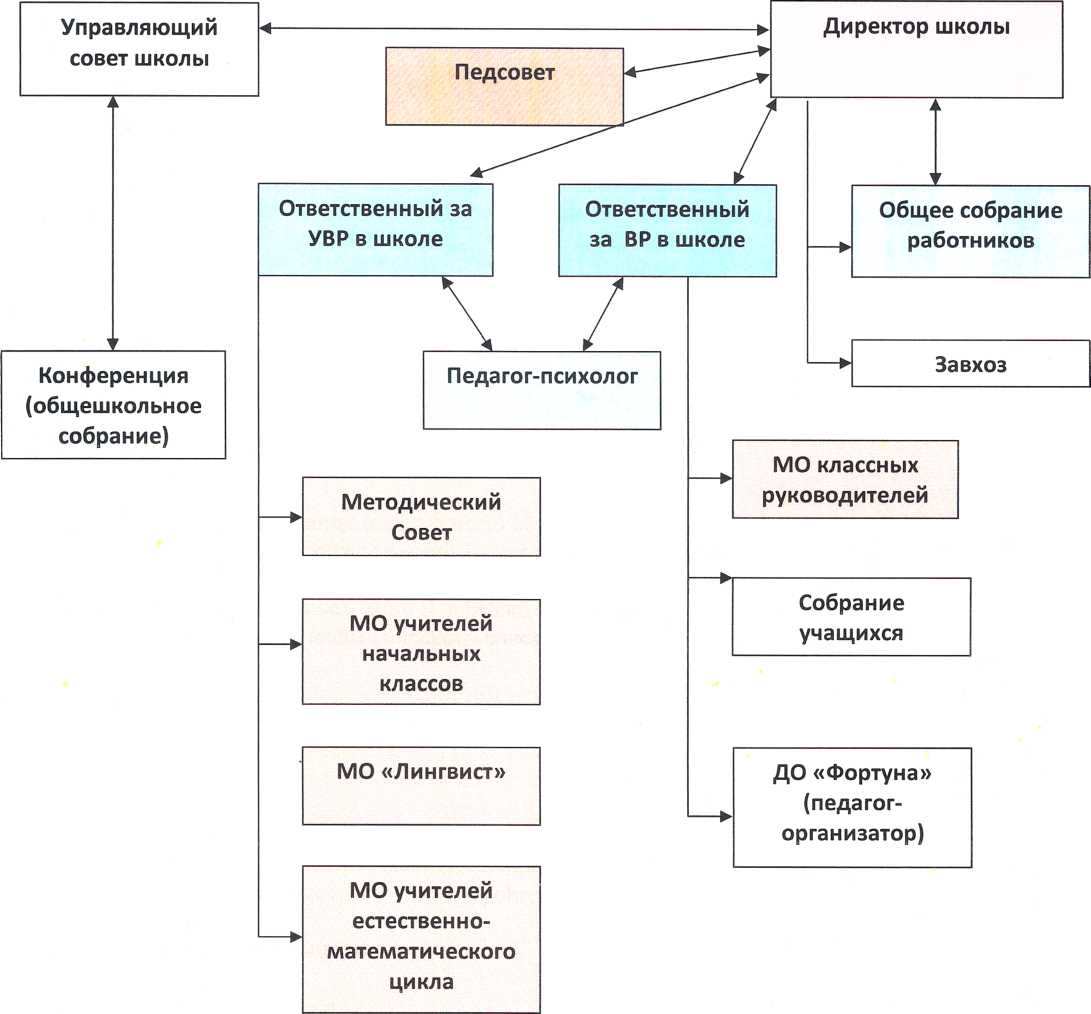 Управляющий
совет школы
Директор школы
Педсовет
Ответственный за
УВР в школе
Ответственный
за ВР в школе
Общее собрание
работников
Конференция
(общешкольное
собрание)
Педагог-психолог
Завхоз
МО классных
руководителей
Методический
Совет
Собрание
учащихся
МО учителей
начальных
классов
МО «Лингвист»
ДО «Фортуна»
(педагог-
организатор)
МО учителей
естественно-
математического
цикла